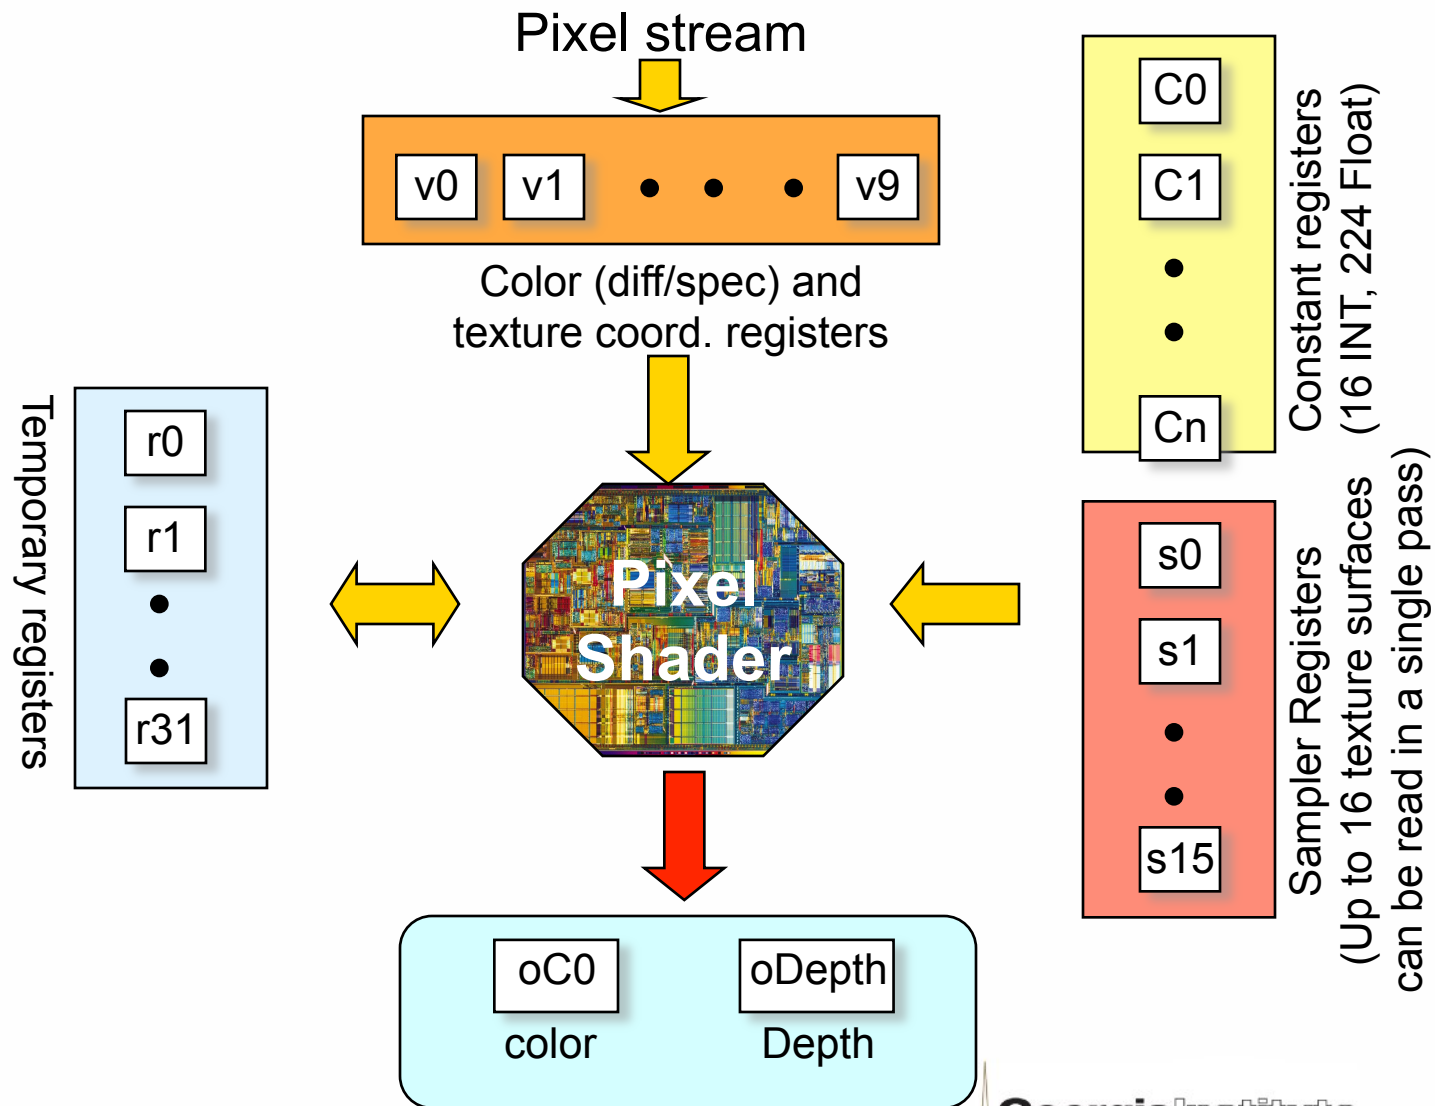 Pixel stream
v0 v1 v9
Color (diff/spec) and
texture coord. registers
C0
C1
Cn
Constant registers
(16 INT, 224 Float)
Temporary registers
r0
r1
r31
Pixel
Shader
s0
s1
s15
Sampler Registers
(Up to 16 texture surfaces
can be read in a single pass)
oC0 oDepth
color Depth